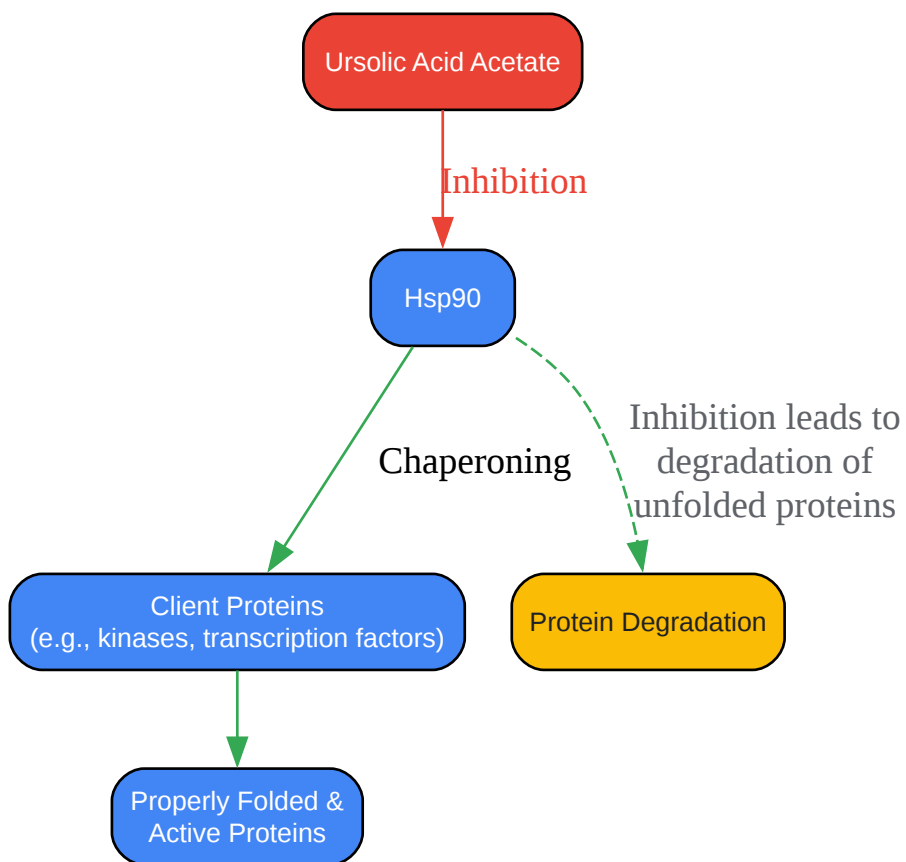 Ursolic Acid Acetate
Inhibition
Hsp90
Chaperoning
Inhibition leads to
degradation of
unfolded proteins
Client Proteins
(e.g., kinases, transcription factors)
Protein Degradation
Properly Folded &
Active Proteins